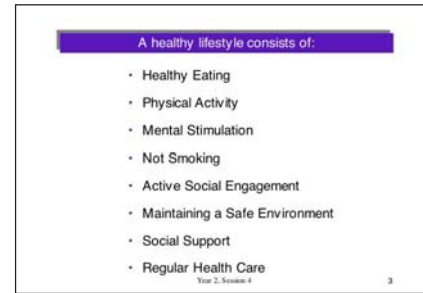 A healthy lifestyle consists of:
• Healthy Eating
• Physical Activity
• Mental Stimulation
• Not Smoking
• Active Social Engagement
• Maintaining a Safe Environment
• Social Support
• Regular Health Care
Year 2, Session 4 3